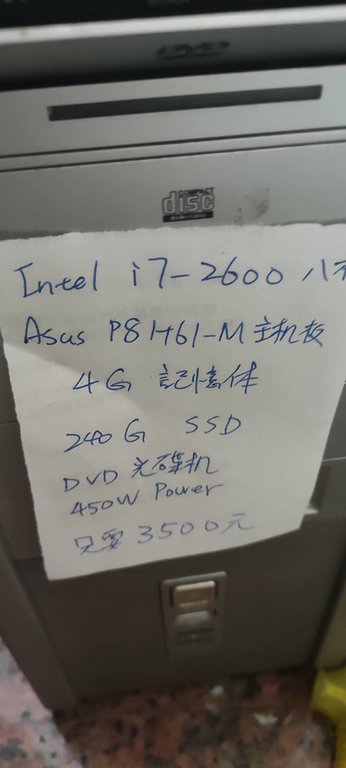 DVD
COMPACT
disc
Intel i7-2600 八
Asus P8H61-M 主机板
4G 記憶体
240G SSD
DVD 光碟机
450W Power
只要 3500元